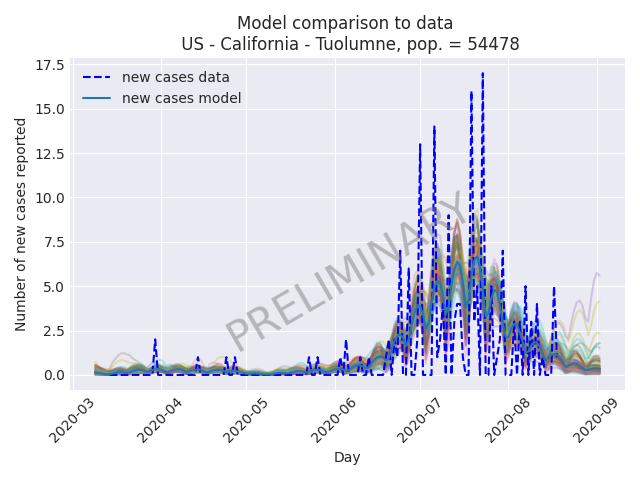 Model comparison to data
US - California - Tuolumne, pop. = 54478
new cases data
new cases model
17.5
15.0
12.5
10.0
7.5
5.0
2.5
0.0
Number of new cases reported
PRELIMINARY
2020-03
2020-04
2020-05
2020-06
2020-07
2020-08
2020-09
Day